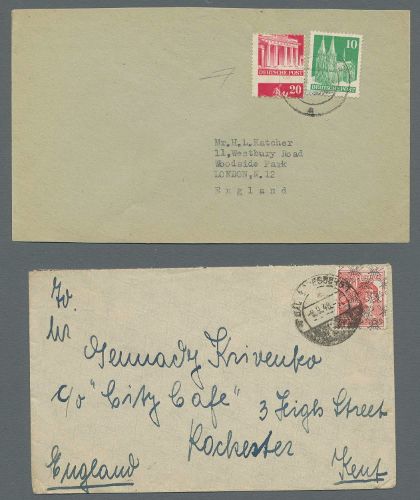 DEUTSCHE POST
20
10
DEUTSCHE POST
Mr.H.L.Katcher
11,Westbury Road
Woodside Park
LONDON,N.12
England
To.
Mr Gennady Krivenko
c/o "City Cafe" 3 High Street
Rochester
England Kent